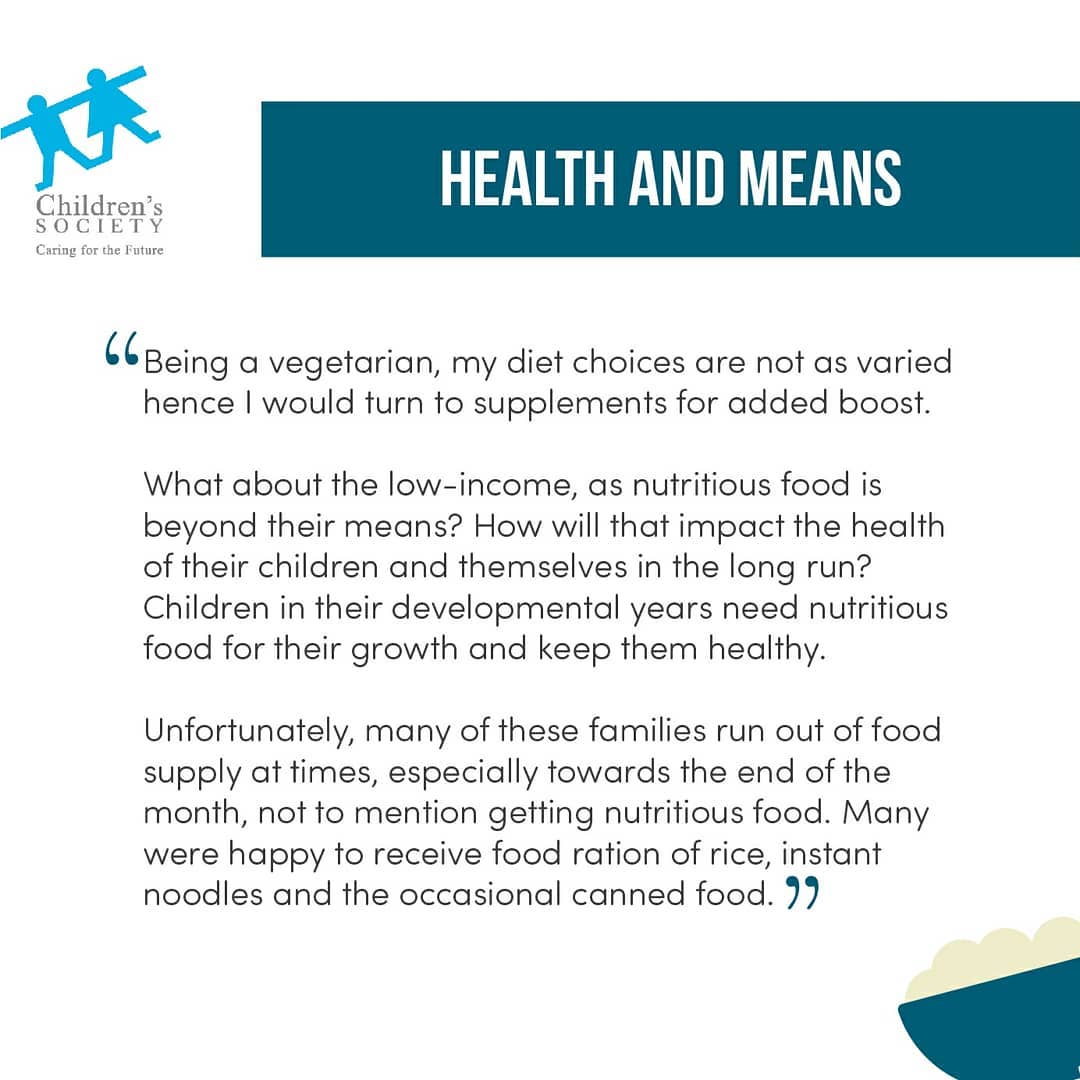 Children's
SOCIETY
Caring for the Future
HEALTH AND MEANS
“Being a vegetarian, my diet choices are not as varied
hence I would turn to supplements for added boost.
What about the low-income, as nutritious food is
beyond their means? How will that impact the health
of their children and themselves in the long run?
Children in their developmental years need nutritious
food for their growth and keep them healthy.
Unfortunately, many of these families run out of food
supply at times, especially towards the end of the
month, not to mention getting nutritious food. Many
were happy to receive food ration of rice, instant
noodles and the occasional canned food.”